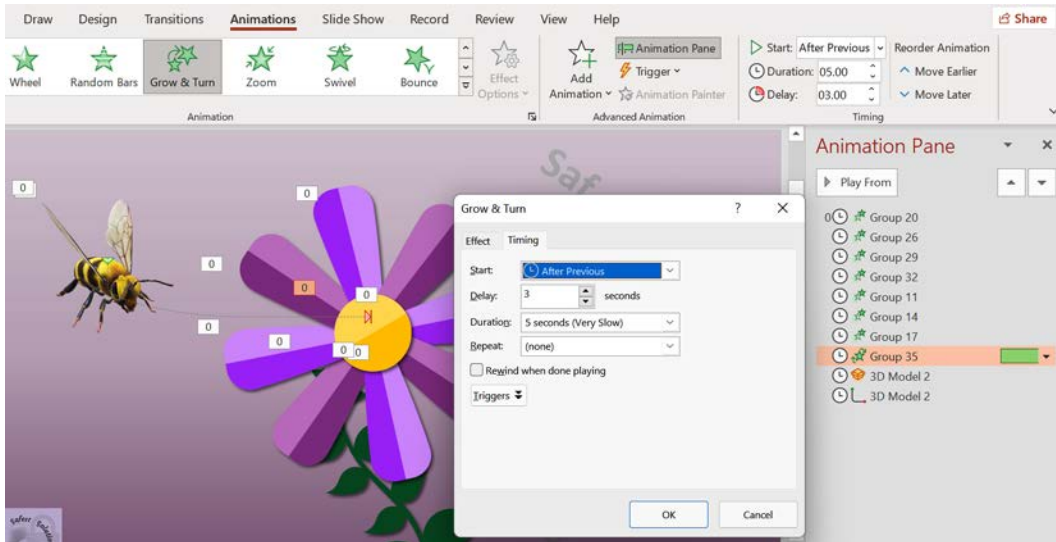 Draw Design Transitions Animations Slide Show Record Review View Help Share
Wheel Random Bars Grow & Turn Zoom Swivel Bounce
Effect Options
Add Animation
Animation Pane
Trigger
Animation Painter
Start: After Previous
Duration: 05.00
Delay: 03.00
Reorder Animation
Move Earlier
Move Later
Animation Advanced Animation Timing
0
0
0
0
0
0
0
0
0
Saf
Grow & Turn ? X
Effect Timing
Start: After Previous
Delay: 3 seconds
Duration: 5 seconds (Very Slow)
Repeat: (none)
Rewind when done playing
Triggers
OK Cancel
Animation Pane
Play From
0 Group 20
Group 26
Group 29
Group 32
Group 11
Group 14
Group 17
Group 35
3D Model 2
3D Model 2